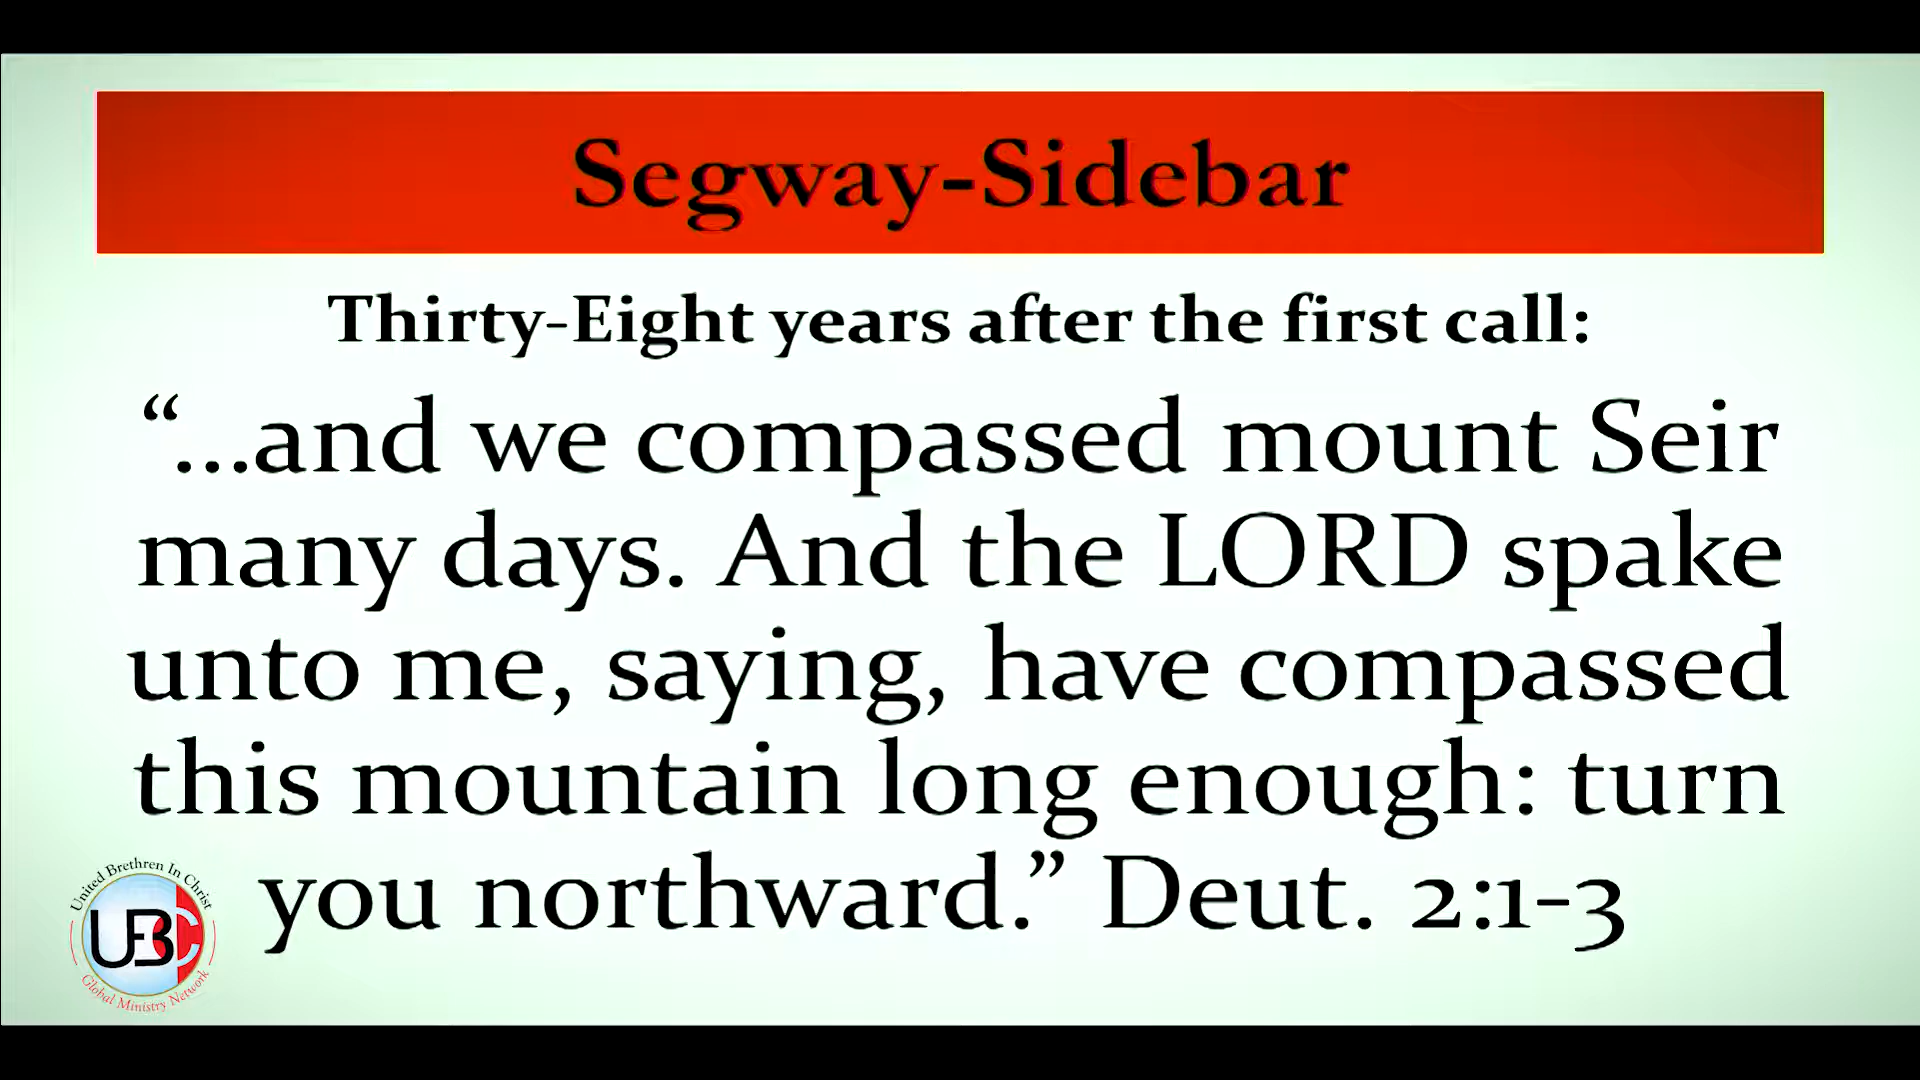 Segway-Sidebar
Thirty-Eight years after the first call:
“...and we compassed mount Seir
many days. And the LORD spake
unto me, saying, have compassed
this mountain long enough: turn
you northward.” Deut. 2:1-3
United Brethren In Christ
UBC
Global Ministry Network